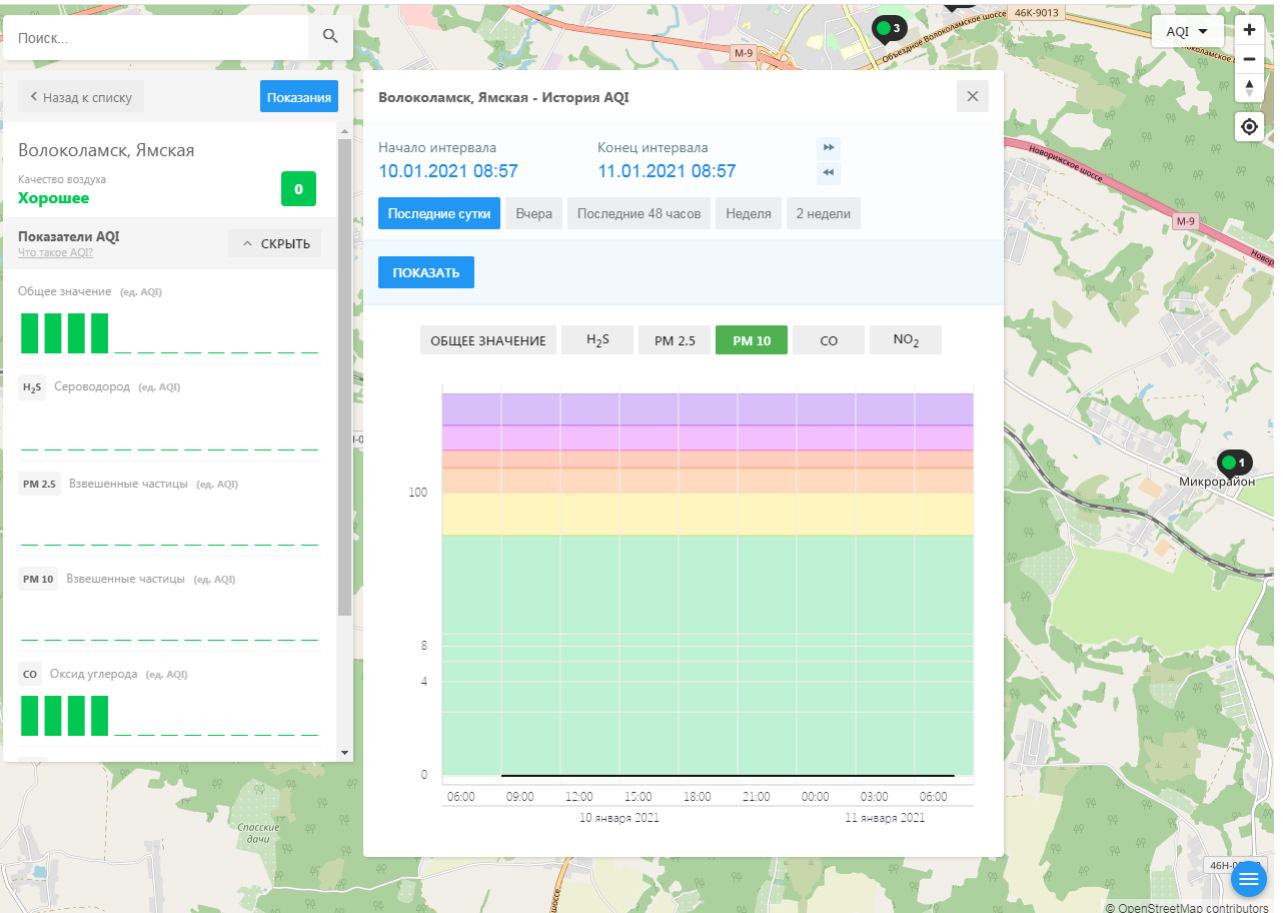 Поиск...
Назад к списку
Показания
Волоколамск, Ямская
Качество воздуха
Хорошее
0
Показатели AQI
Что такое AQI?
СКРЫТЬ
Общее значение (ед. AQI)
H₂S Сероводород (ед. AQI)
PM 2.5 Взвешенные частицы (ед. AQI)
PM 10 Взвешенные частицы (ед. AQI)
CO Оксид углерода (ед. AQI)
Волоколамск, Ямская - История AQI
Начало интервала
10.01.2021 08:57
Конец интервала
11.01.2021 08:57
Последние сутки
Вчера
Последние 48 часов
Неделя
2 недели
ПОКАЗАТЬ
ОБЩЕЕ ЗНАЧЕНИЕ
H₂S
PM 2.5
PM 10
CO
NO₂
100
8
4
0
06:00 09:00 12:00 15:00 18:00 21:00 00:00 03:00 06:00
10 января 2021 11 января 2021
AQI
46К-9013
3
М-9
Объездное Волоколамское шоссе
Новорижское шоссе
М-9
1
Микрорайон
Спасские
дачи
© OpenStreetMap contributors